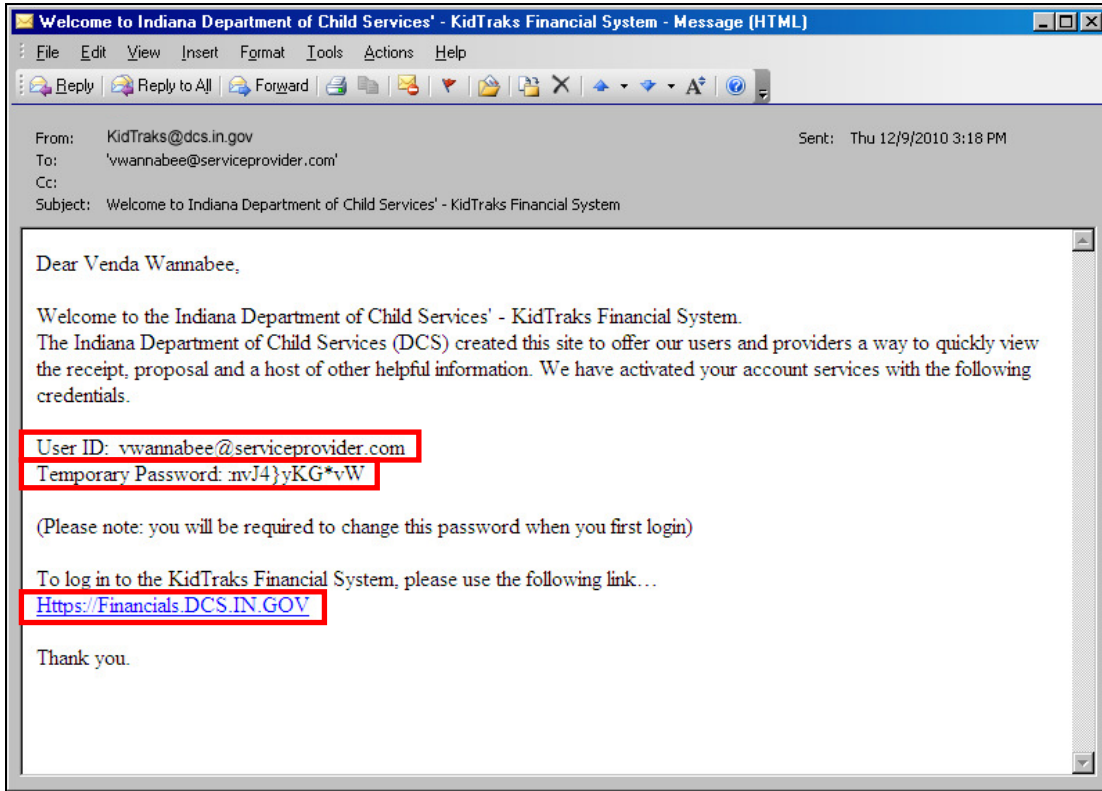 Welcome to Indiana Department of Child Services' - KidTraks Financial System - Message (HTML)
File Edit View Insert Format Tools Actions Help
Reply Reply to All Forward
From: KidTraks@dcs.in.gov Sent: Thu 12/9/2010 3:18 PM
To: 'vwannabee@serviceprovider.com'
Cc:
Subject: Welcome to Indiana Department of Child Services' - KidTraks Financial System
Dear Venda Wannabee,
Welcome to the Indiana Department of Child Services' - KidTraks Financial System.
The Indiana Department of Child Services (DCS) created this site to offer our users and providers a way to quickly view
the receipt, proposal and a host of other helpful information. We have activated your account services with the following
credentials.
User ID: vwannabee@serviceprovider.com
Temporary Password: :nvJ4}yKG*vW
(Please note: you will be required to change this password when you first login)
To log in to the KidTraks Financial System, please use the following link…
Https://Financials.DCS.IN.GOV
Thank you.